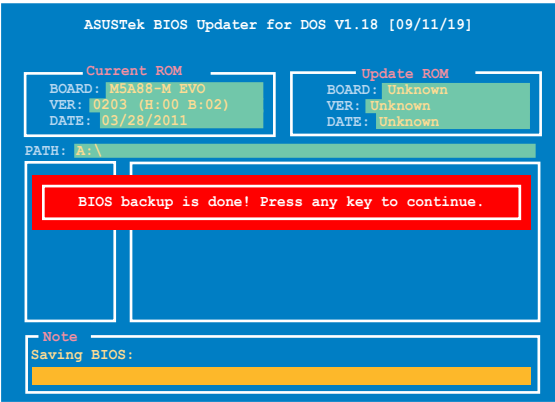 ASUSTek BIOS Updater for DOS V1.18 [09/11/19]
Current ROM
BOARD: M5A88-M EVO
VER: 0203 (H:00 B:02)
DATE: 03/28/2011
Update ROM
BOARD: Unknown
VER: Unknown
DATE: Unknown
PATH: A:\
BIOS backup is done! Press any key to continue.
Note
Saving BIOS: